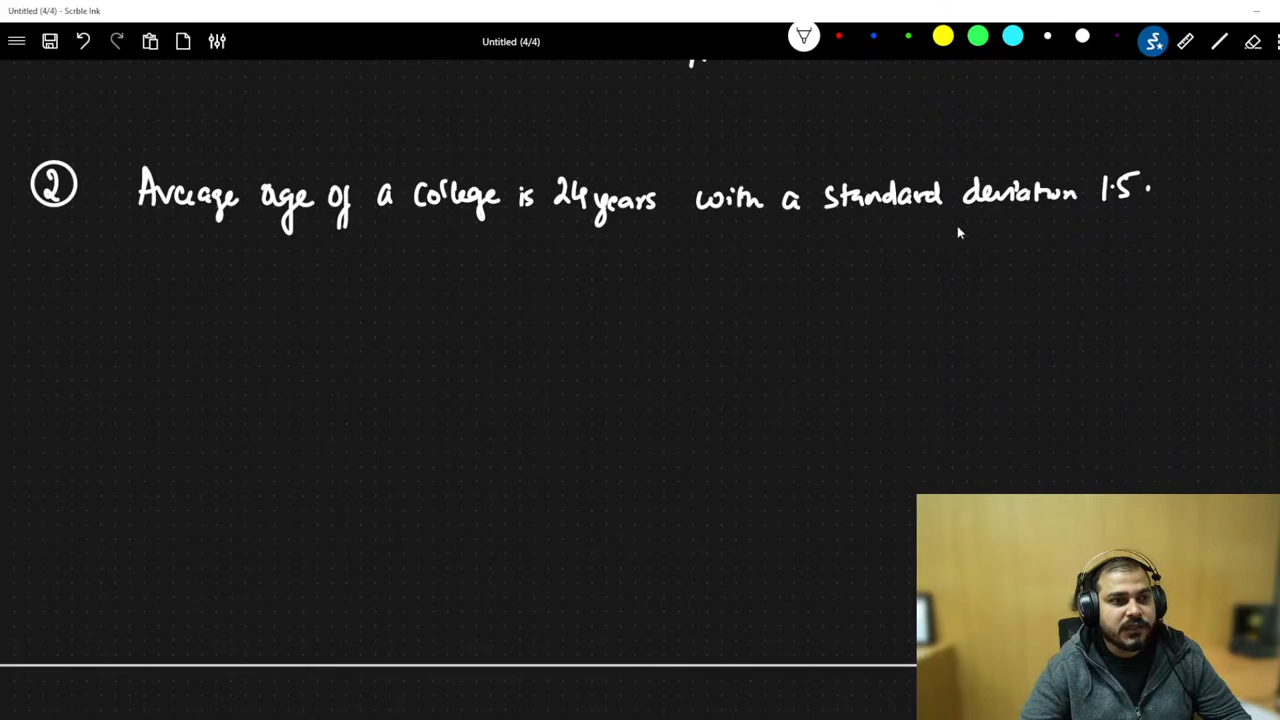 Untitled (4/4) - Scrble Ink
Untitled (4/4)
② Average age of a college is 24 years with a standard deviation 1.5.